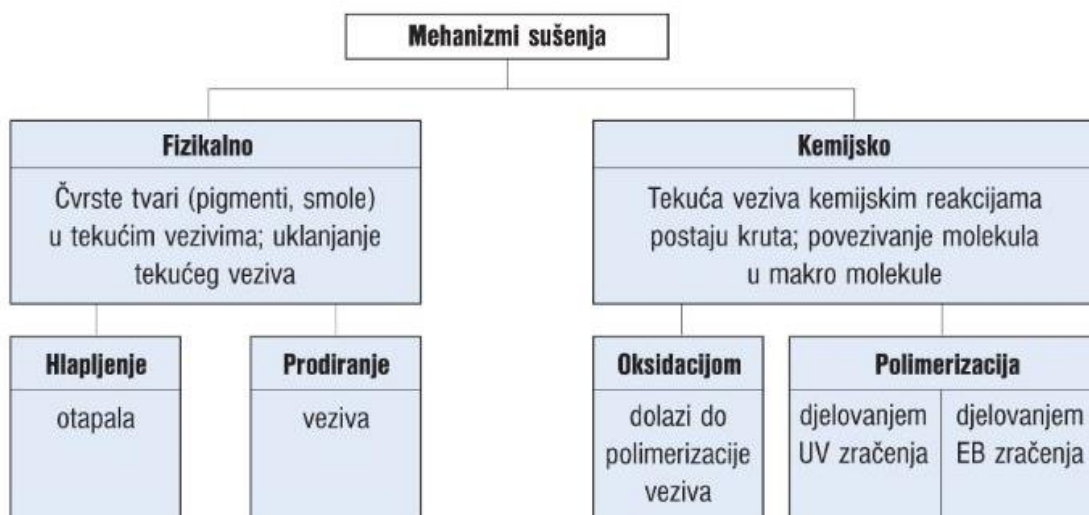 Mehanizmi sušenja
Fizikalno
Čvrste tvari (pigmenti, smole)
u tekućim vezivima; uklanjanje
tekućeg veziva
Kemijsko
Tekuća veziva kemijskim reakcijama
postaju kruta; povezivanje molekula
u makro molekule
Hlapljenje
otapala
Prodiranje
veziva
Oksidacijom
dolazi do
polimerizacije
veziva
Polimerizacija
djelovanjem
UV zračenja
djelovanjem
EB zračenja